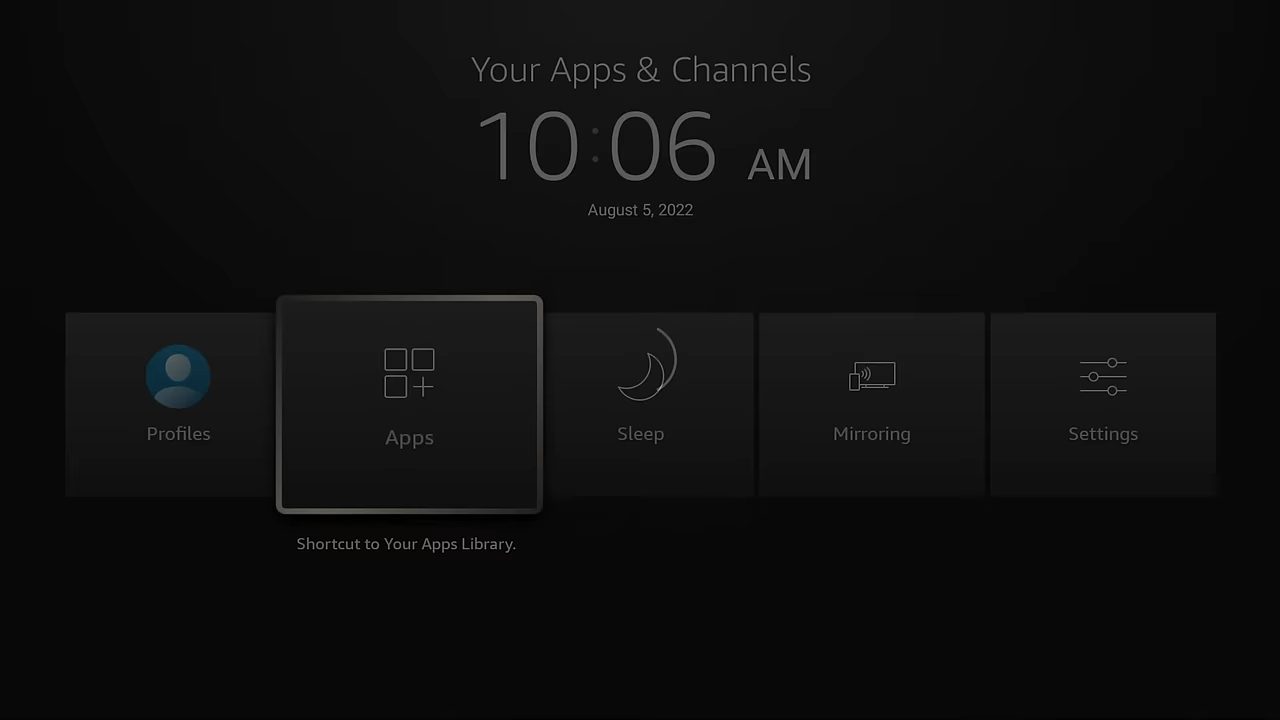 Your Apps & Channels
10:06 AM
August 5, 2022
Profiles
Apps
Sleep
Mirroring
Settings
Shortcut to Your Apps Library.